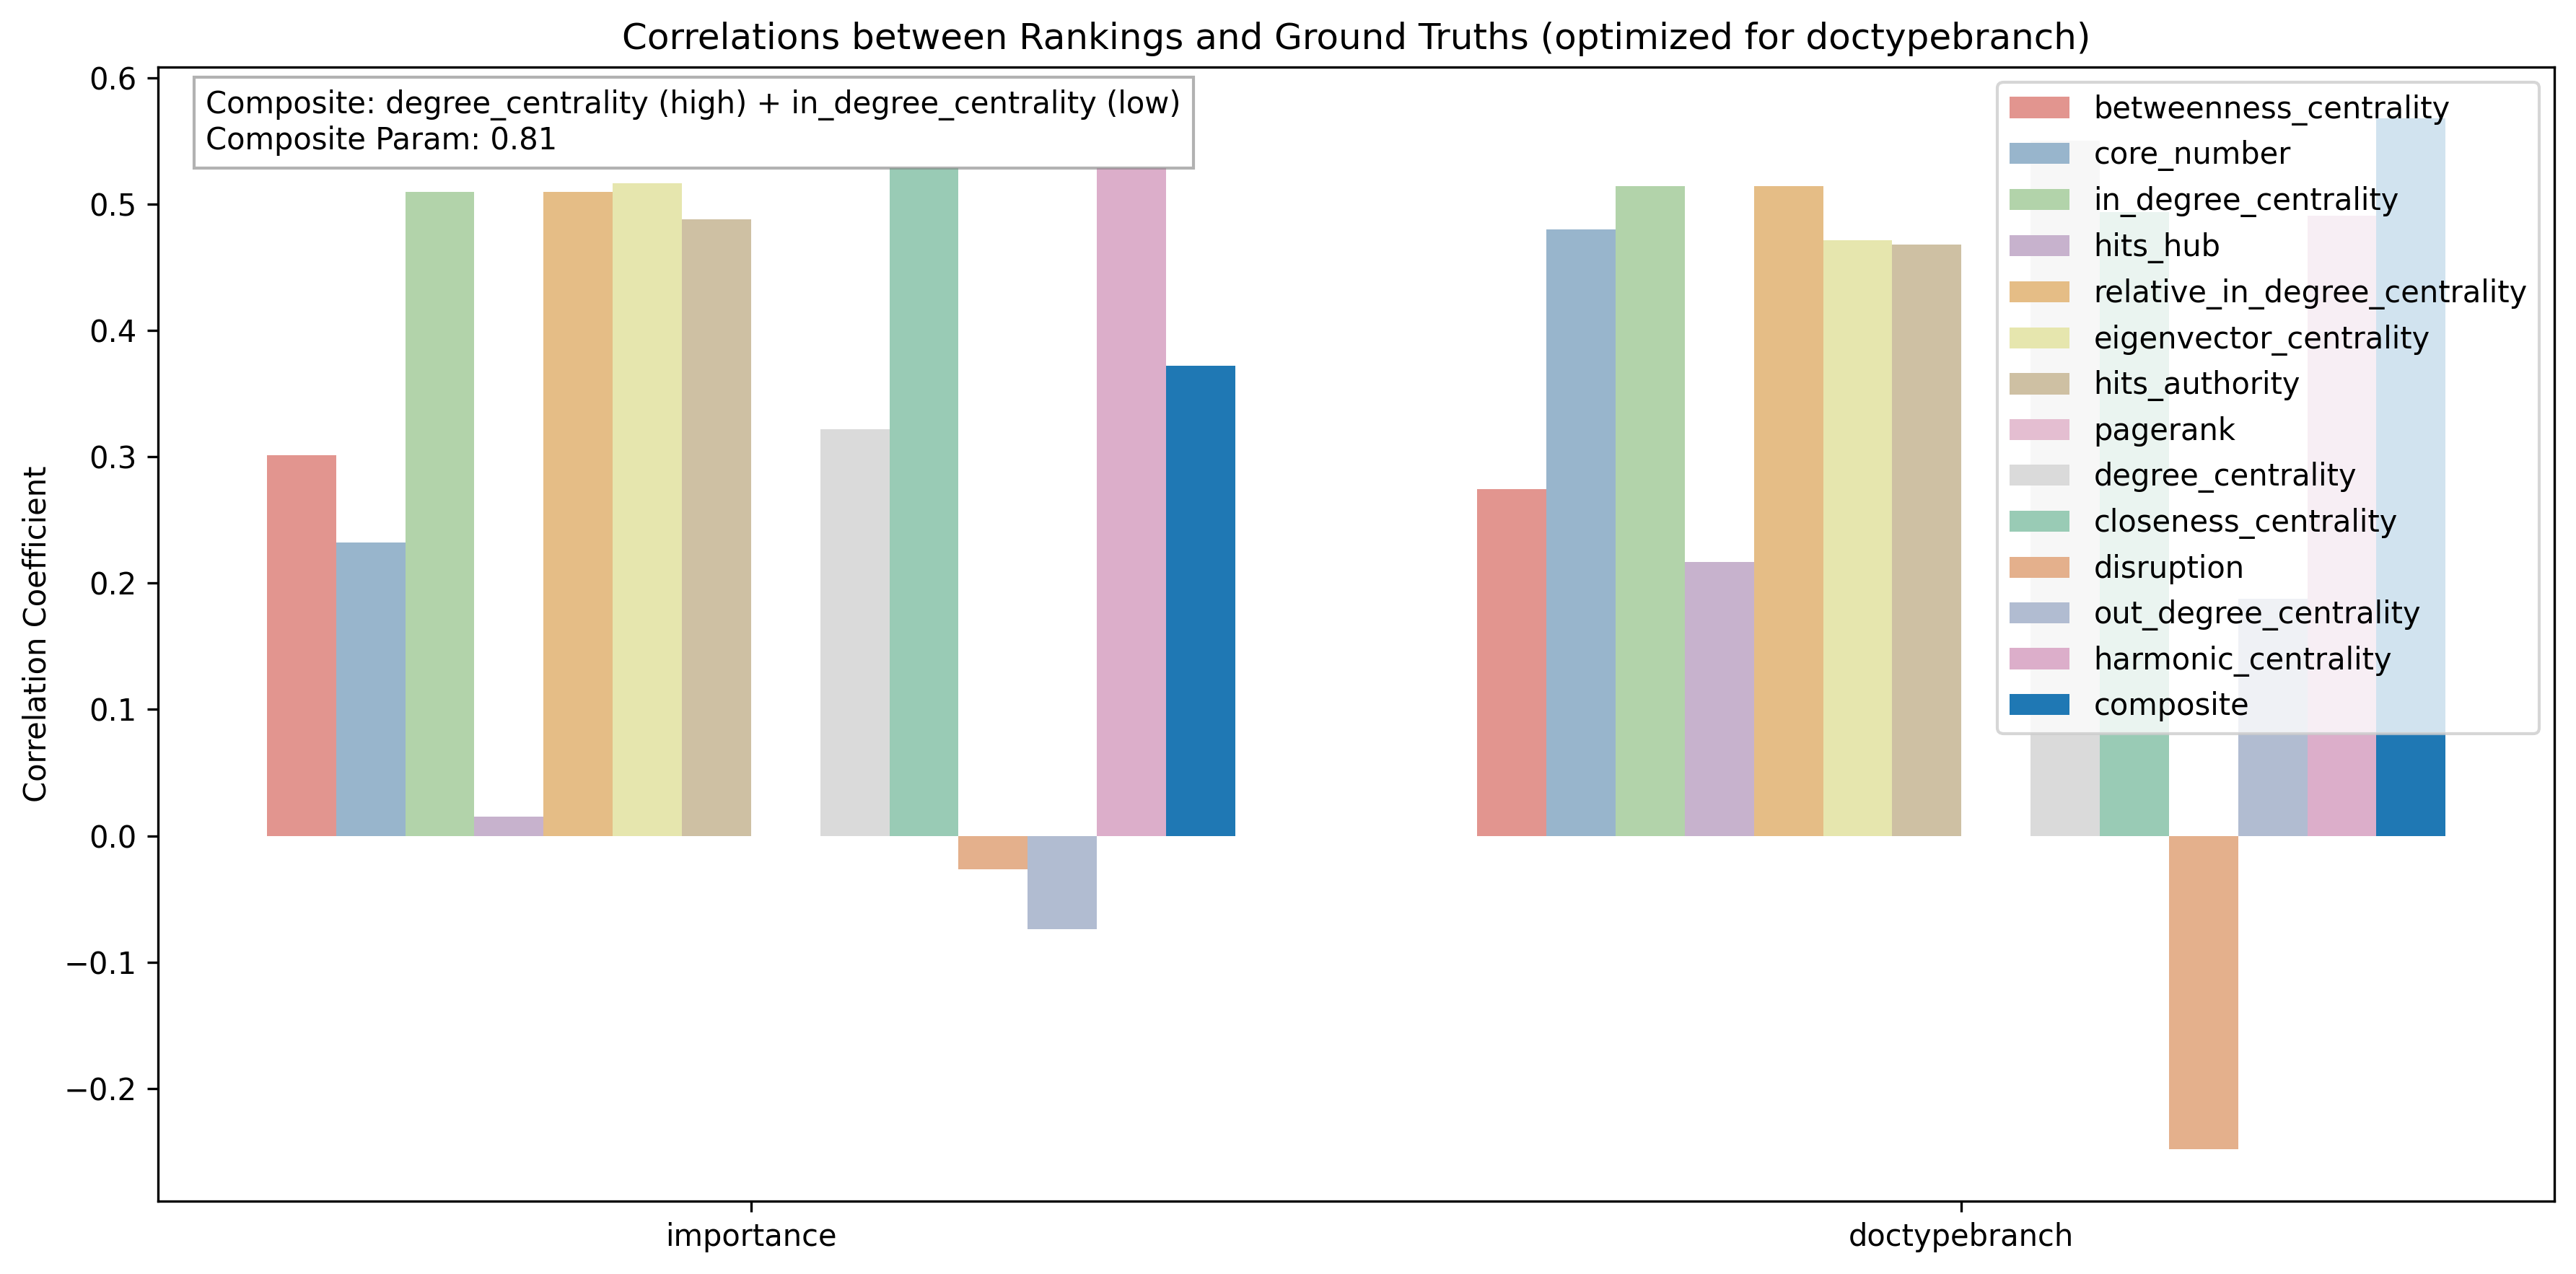 Correlations between Rankings and Ground Truths (optimized for doctypebranch)
Composite: degree_centrality (high) + in_degree_centrality (low)
Composite Param: 0.81
Correlation Coefficient
0.6
0.5
0.4
0.3
0.2
0.1
0.0
−0.1
−0.2
importance
doctypebranch
betweenness_centrality
core_number
in_degree_centrality
hits_hub
relative_in_degree_centrality
eigenvector_centrality
hits_authority
pagerank
degree_centrality
closeness_centrality
disruption
out_degree_centrality
harmonic_centrality
composite